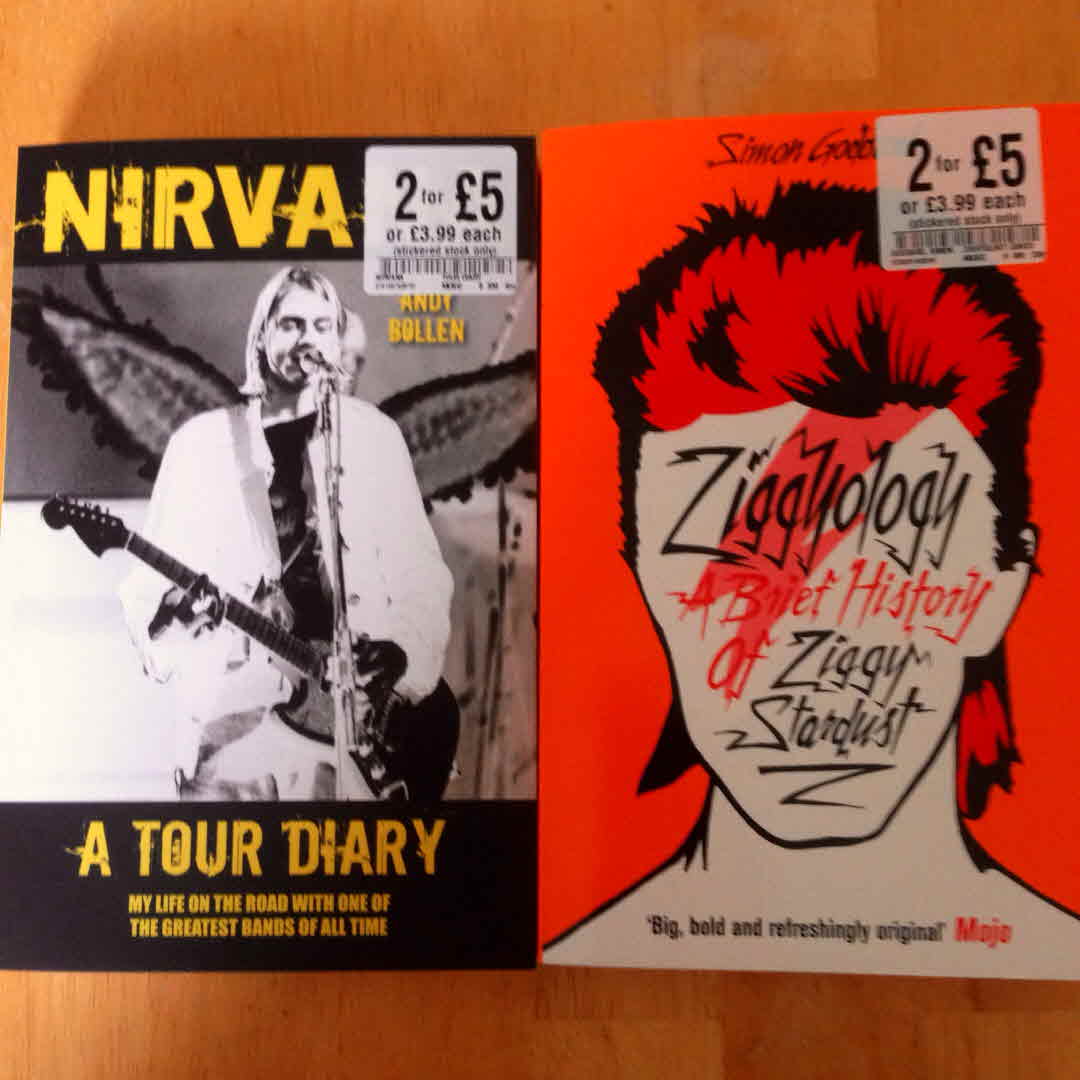 NIRVA
2 for £5
or £3.99 each
(stickered stock only)
ANDY
BOLLEN
A TOUR DIARY
MY LIFE ON THE ROAD WITH ONE OF
THE GREATEST BANDS OF ALL TIME
Simon
2 for £5
or £3.99 each
(stickered stock only)
Ziggyology
A Brief History
Of Ziggy
Stardust
'Big, bold and refreshingly original' Mojo